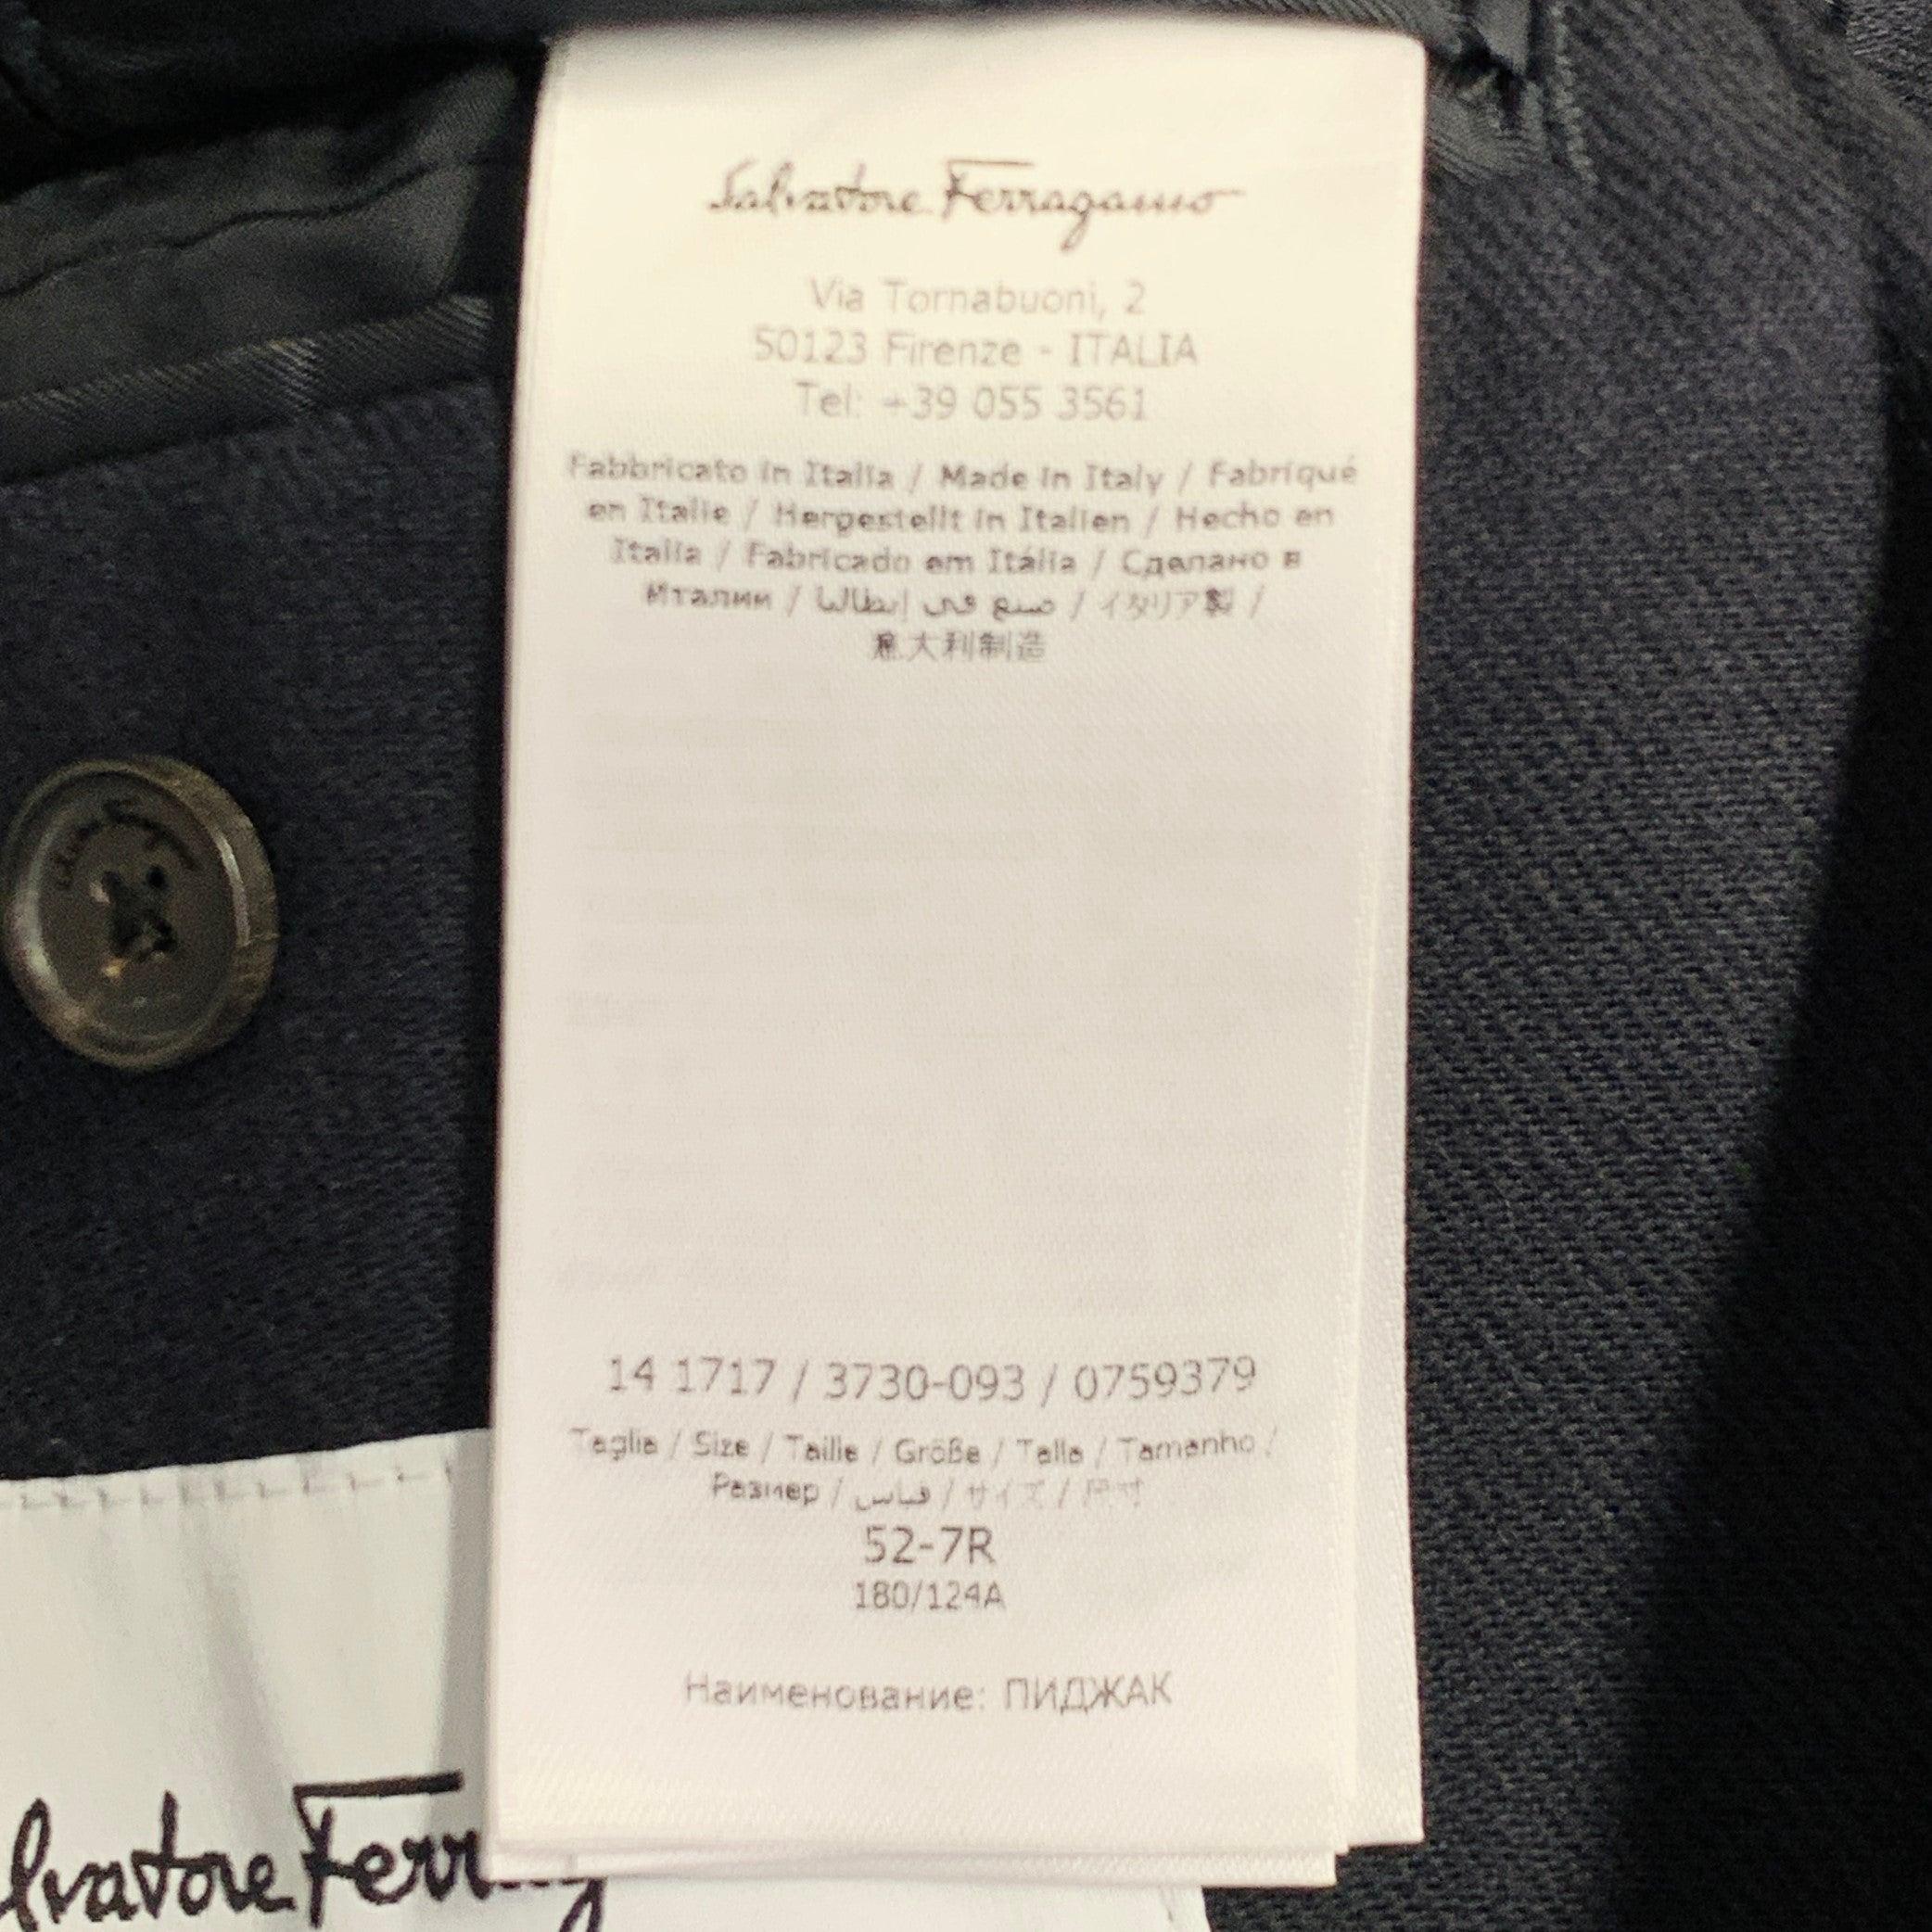 Salvatore Ferragamo
Via Tornabuoni, 2
50123 Firenze - ITALIA
Tel: +39 055 3561
Fabbricato in Italia / Made in Italy / Fabriqué
en Italie / Hergestellt in Italien / Hecho en
Italia / Fabricado em Itália / Сделано в
Италии / صنع في إيطاليا / イタリア製 /
意大利制造
14 1717 / 3730-093 / 0759379
Taglia / Size / Taille / Größe / Talla / Tamanho /
Размер / قياس / サイズ / 尺寸
52-7R
180/124A
Наименование: ПИДЖАК
lvatore Ferrag